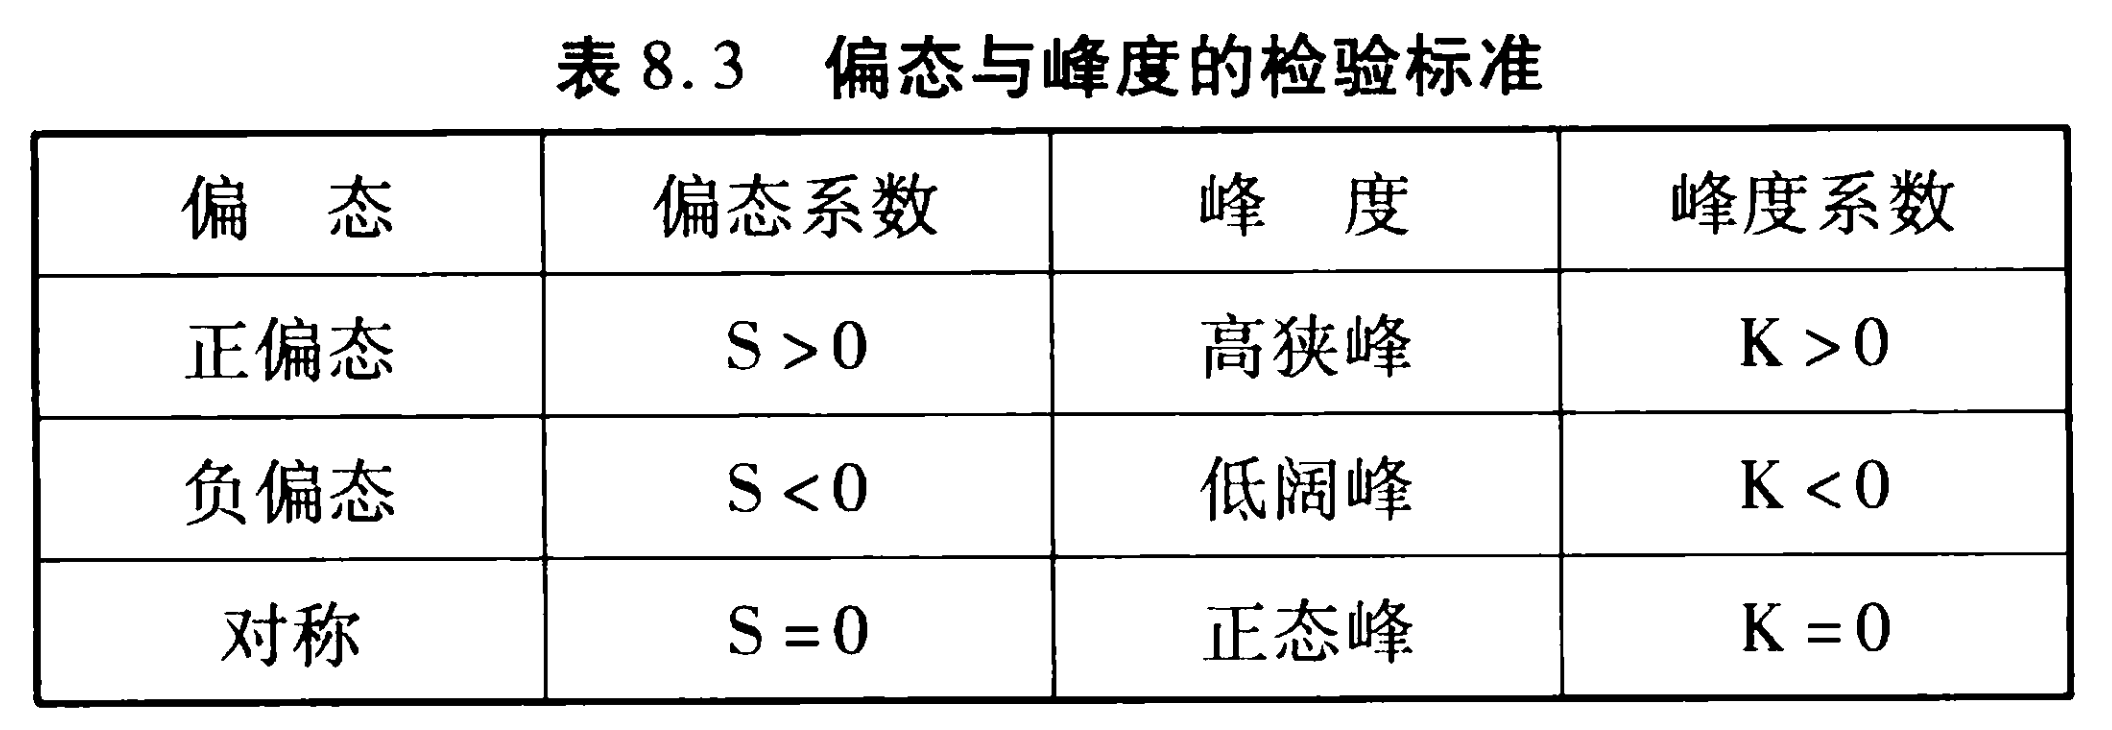 表8.3 偏态与峰度的检验标准
偏 态 偏态系数 峰 度 峰度系数
正偏态 S>0 高狭峰 K>0
负偏态 S<0 低阔峰 K<0
对称 S=0 正态峰 K=0